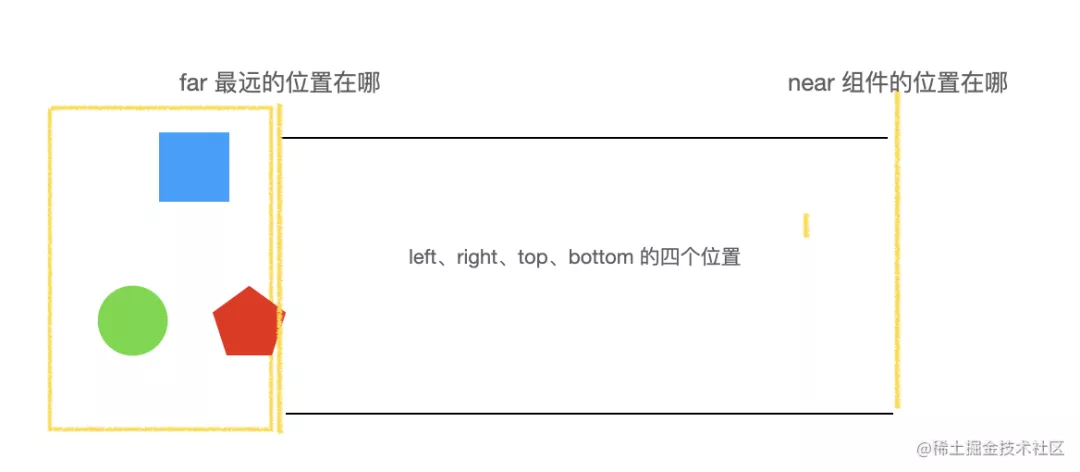 far 最远的位置在哪
near 组件的位置在哪
left、right、top、bottom 的四个位置
@稀土掘金技术社区